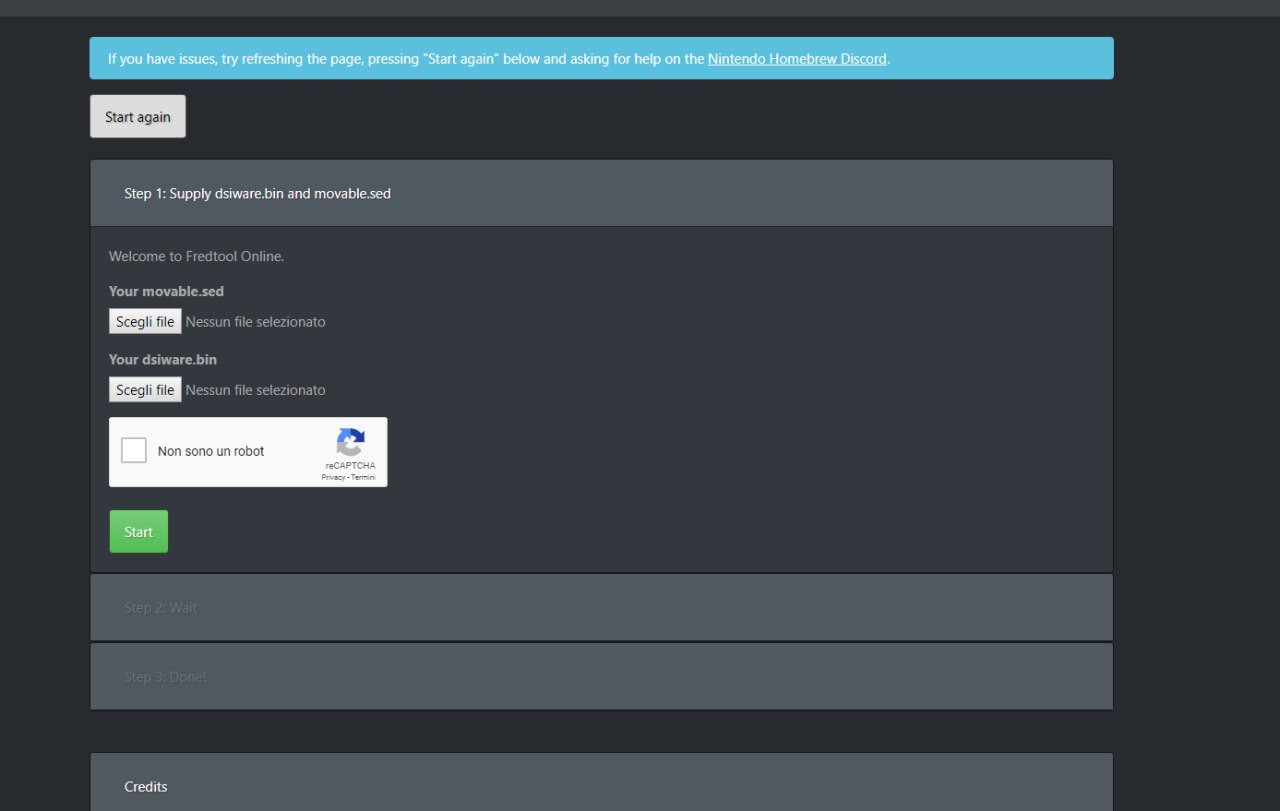 If you have issues, try refreshing the page, pressing "Start again" below and asking for help on the Nintendo Homebrew Discord.
Start again
Step 1: Supply dsiware.bin and movable.sed
Welcome to Fredtool Online.
Your movable.sed
Scegli file Nessun file selezionato
Your dsiware.bin
Scegli file Nessun file selezionato
Non sono un robot
reCAPTCHA
Privacy - Termini
Start
Step 2: Wait
Step 3: Done!
Credits